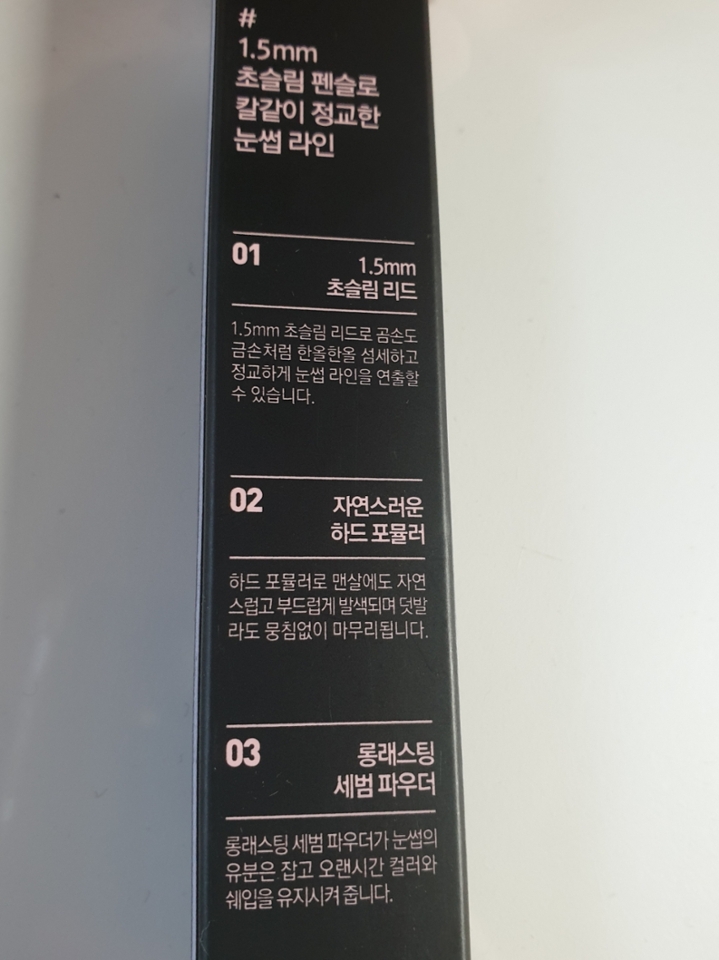 #
1.5mm
초슬림 펜슬로
칼같이 정교한
눈썹 라인
01
1.5mm
초슬림 리드
1.5mm 초슬림 리드로 곰손도
금손처럼 한올한올 섬세하고
정교하게 눈썹 라인을 연출할
수 있습니다.
02
자연스러운
하드 포뮬러
하드 포뮬러로 맨살에도 자연
스럽고 부드럽게 발색되며 덧발
라도 뭉침없이 마무리됩니다.
03
롱래스팅
세범 파우더
롱래스팅 세범 파우더가 눈썹의
유분은 잡고 오랜시간 컬러와
쉐입을 유지시켜 줍니다.